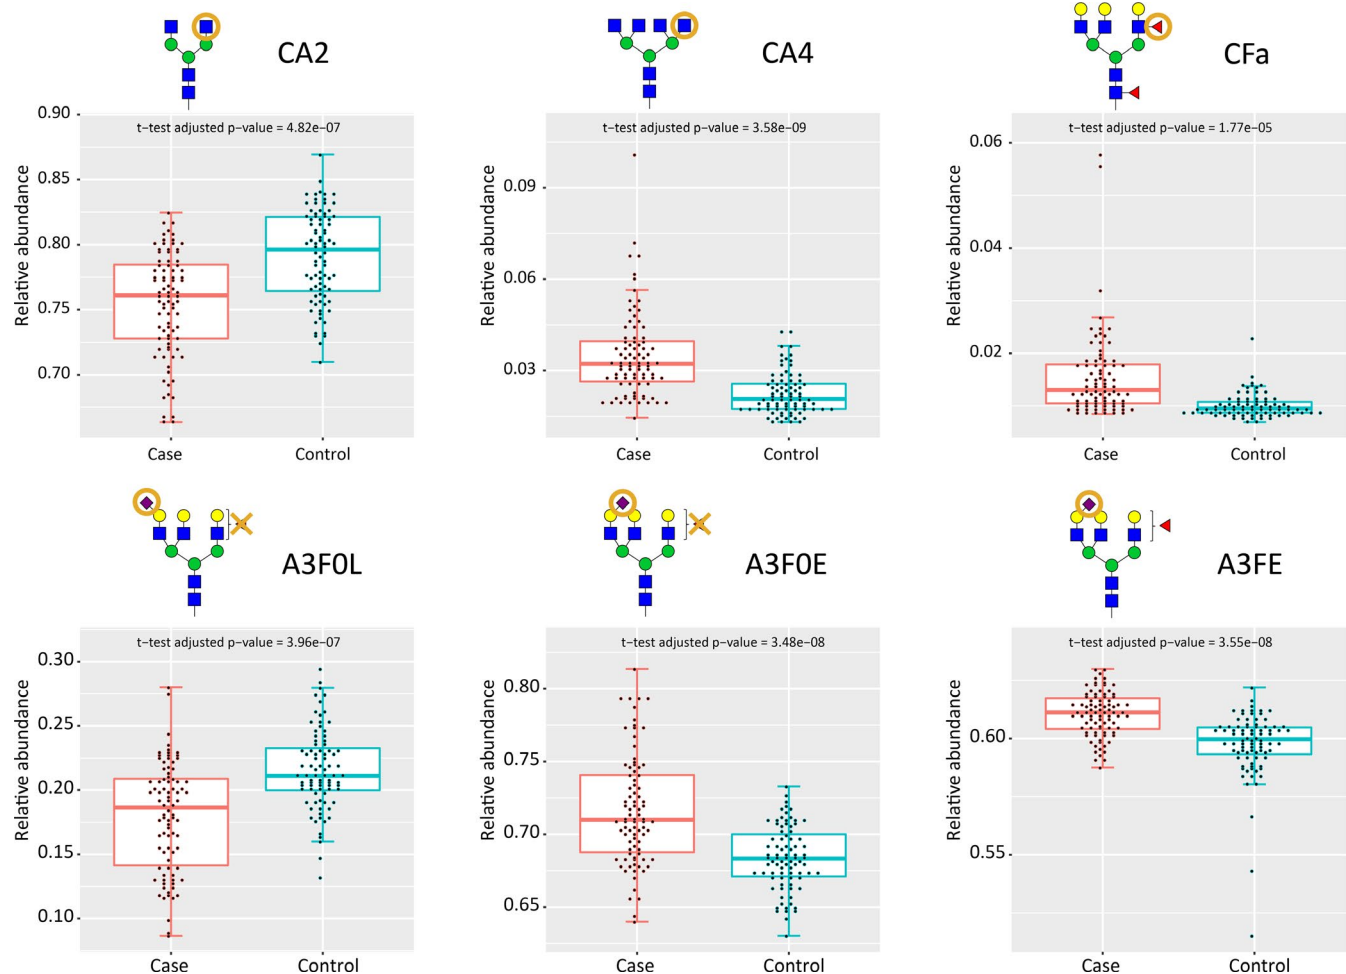 CA2
CA4
CFa
t-test adjusted p-value = 4.82e-07
t-test adjusted p-value = 3.58e-09
t-test adjusted p-value = 1.77e-05
Relative abundance
0.90
0.85
0.80
0.75
0.70
Case
Control
Relative abundance
0.09
0.06
0.03
Case
Control
Relative abundance
0.06
0.04
0.02
Case
Control
A3F0L
A3F0E
A3FE
t-test adjusted p-value = 3.96e-07
t-test adjusted p-value = 3.48e-08
t-test adjusted p-value = 3.55e-08
Relative abundance
0.30
0.25
0.20
0.15
0.10
Case
Control
Relative abundance
0.80
0.75
0.70
0.65
Case
Control
Relative abundance
0.60
0.55
Case
Control